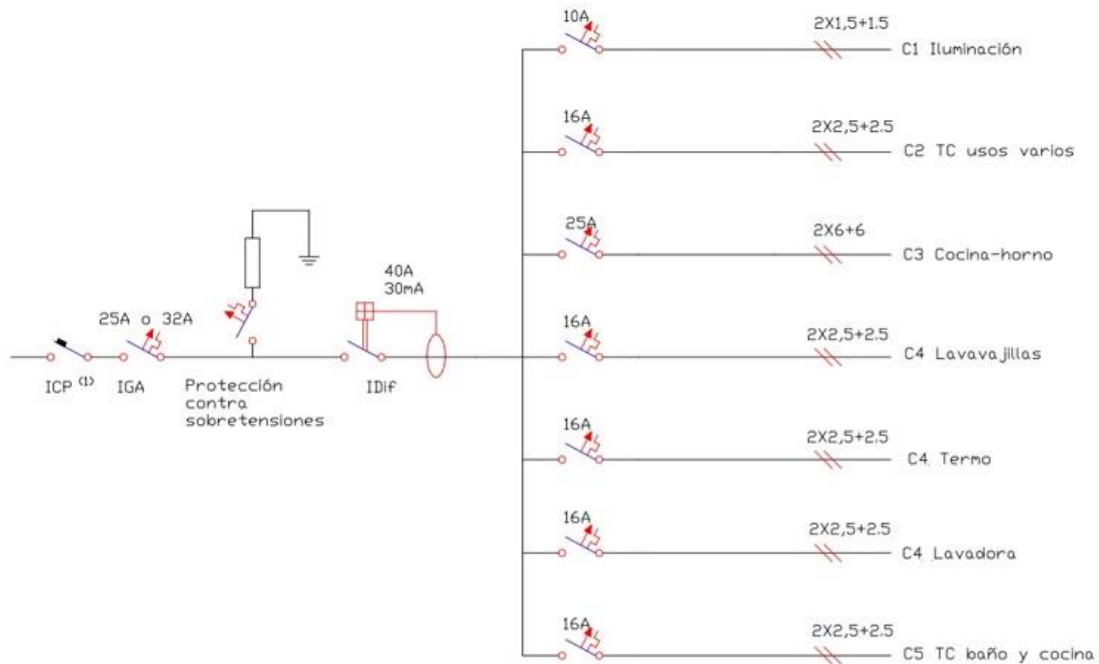 10A
2X1,5+1.5
C1 Iluminación
16A
2X2,5+2.5
C2 TC usos varios
25A
2X6+6
C3 Cocina-horno
40A
30mA
25A o 32A
16A
2X2,5+2.5
C4 Lavavajillas
ICP (1)
IGA
Protección
contra
sobretensiones
IDif
16A
2X2,5+2.5
C4 Termo
16A
2X2,5+2.5
C4 Lavadora
16A
2X2,5+2.5
C5 TC baño y cocina